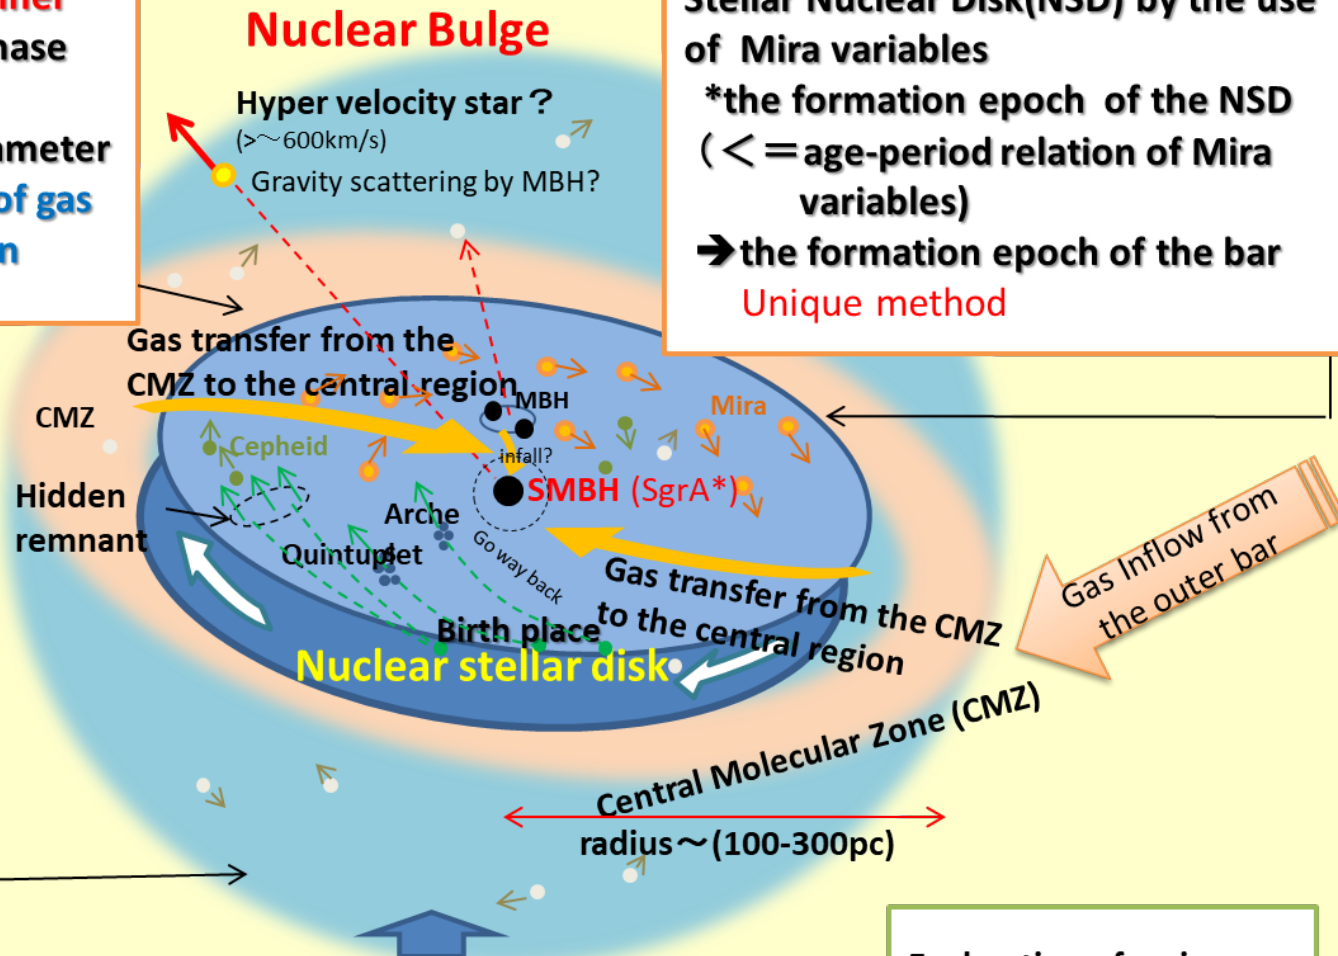 Nuclear Bulge
hase
ameter
of gas
Stellar Nuclear Disk(NSD) by the use
of Mira variables
*the formation epoch of the NSD
(＜＝age-period relation of Mira
variables)
➔the formation epoch of the bar
Unique method
Hyper velocity star？
(>～600km/s)
Gravity scattering by MBH?
Gas transfer from the
CMZ to the central region
CMZ
MBH
Mira
Cepheid
infall?
Hidden
remnant
SMBH (SgrA*)
Arche
Quintuplet
Go way back
Gas transfer from the CMZ
to the central region
Gas Inflow from
the outer bar
Birth place
Nuclear stellar disk
Central Molecular Zone (CMZ)
radius～(100-300pc)